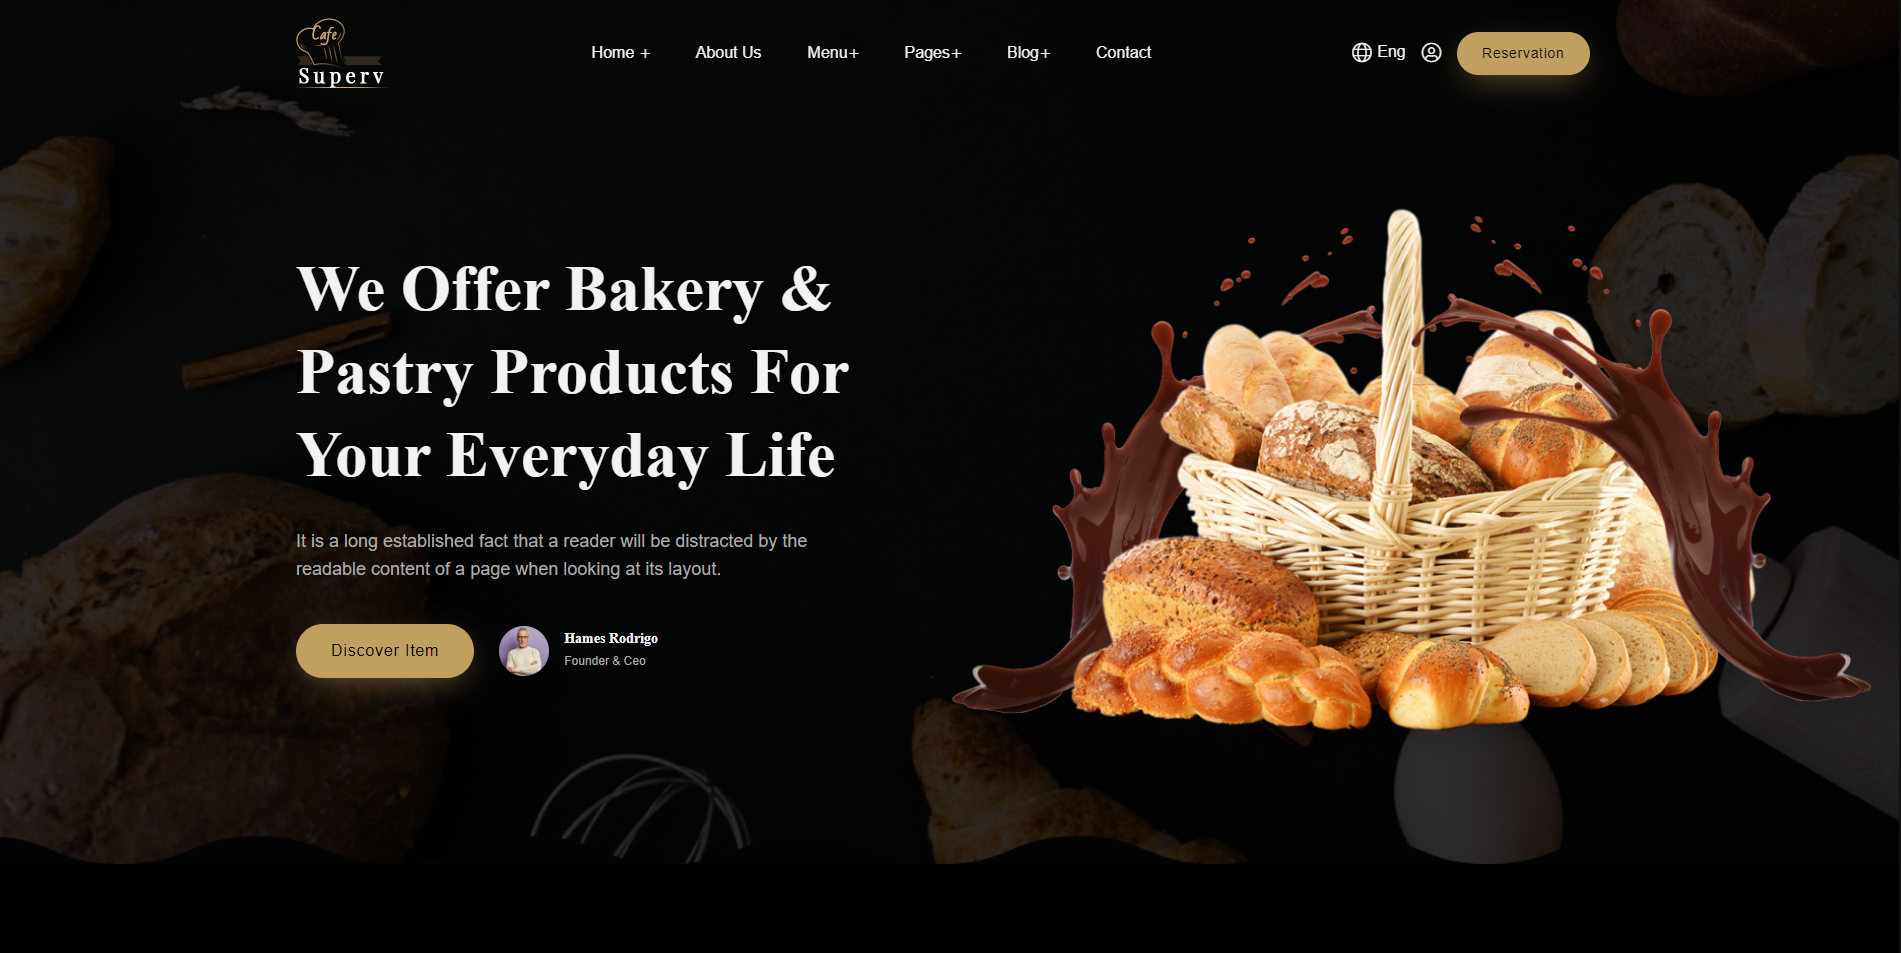 Cafe
Superv
Home +
About Us
Menu+
Pages+
Blog+
Contact
Eng
Reservation
We Offer Bakery &
Pastry Products For
Your Everyday Life
It is a long established fact that a reader will be distracted by the
readable content of a page when looking at its layout.
Discover Item
Hames Rodrigo
Founder & Ceo